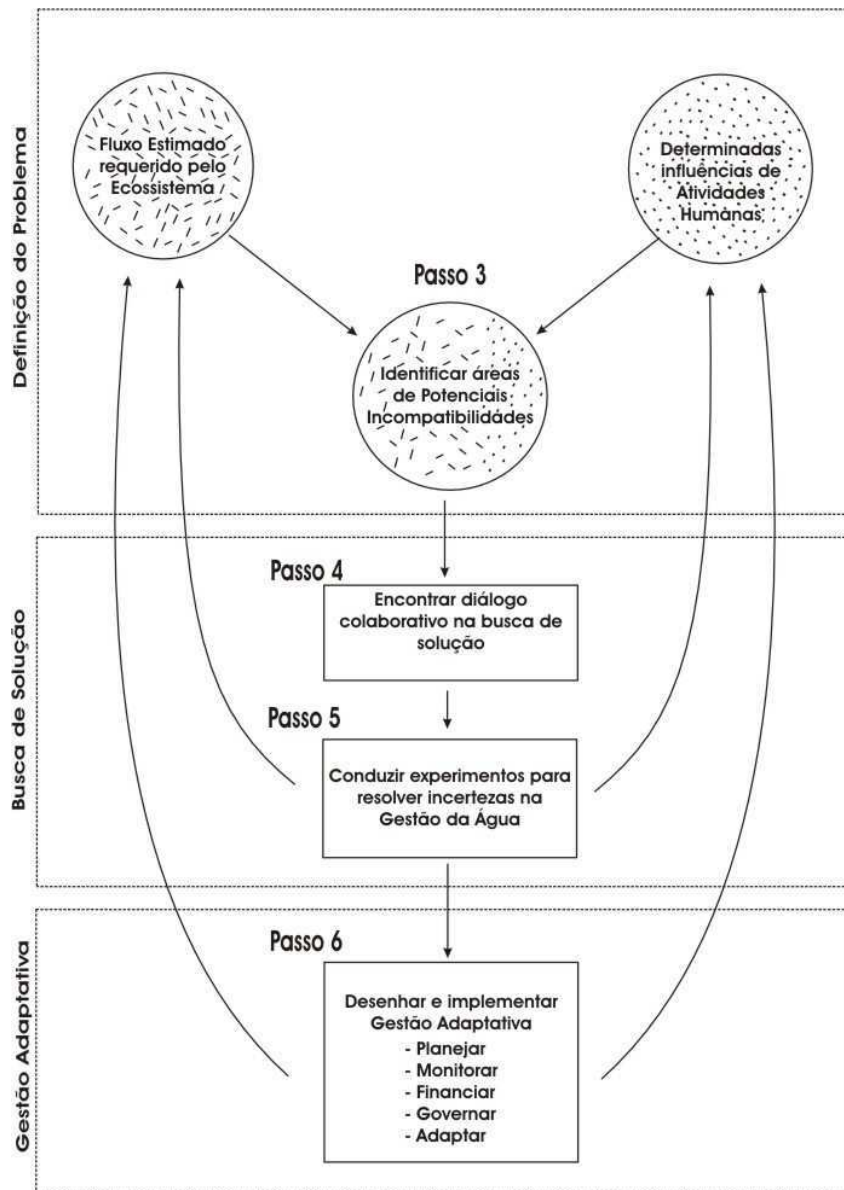 Definição do Problema
Fluxo Estimado
requerido pelo
Ecossistema
Determinadas
influências de
Atividades
Humanas
Passo 3
Identificar áreas
de Potenciais
Incompatibilidades
Busca de Solução
Passo 4
Encontrar diálogo
colaborativo na busca de
solução
Passo 5
Conduzir experimentos para
resolver incertezas na
Gestão da Água
Gestão Adaptativa
Passo 6
Desenhar e implementar
Gestão Adaptativa
- Planejar
- Monitorar
- Financiar
- Governar
- Adaptar